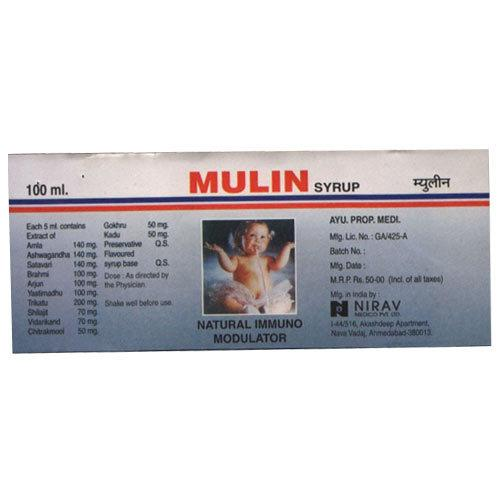 100 ml.
MULIN SYRUP
म्युलीन
Each 5 ml. contains
Extract of
Amla 140 mg.
Ashwagandha 140 mg.
Satavari 140 mg.
Brahmi 100 mg.
Arjun 100 mg.
Yastimadhu 100 mg.
Trikatu 200 mg.
Shilajit 70 mg.
Vidarikand 70 mg.
Chitrakmool 50 mg.
Gokhru 50 mg.
Kadu 50 mg.
Preservative Q.S.
Flavoured
syrup base Q.S.
Dose : As directed by
the Physician.
Shake well before use.
NATURAL IMMUNO
MODULATOR
AYU. PROP. MEDI.
Mfg. Lic. No. : GA/425-A
Batch No. :
Mfg. Date :
M.R.P. Rs. 50-00 (Incl. of all taxes)
Mfg. in India by :
N NIRAV
MEDICO PVT. LTD.
I-44/516, Akashdeep Apartment,
Nava Vadaj, Ahmedabad-380013.